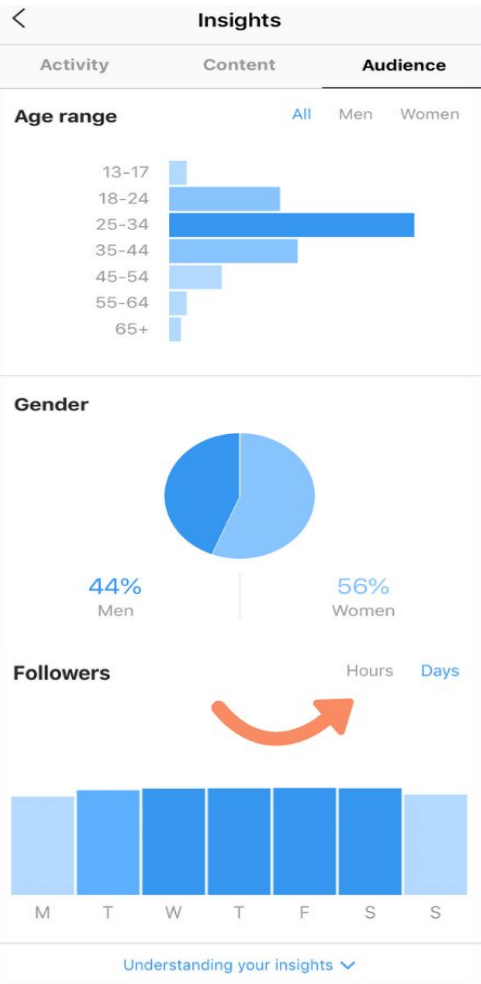 Insights
Activity Content Audience
Age range All Men Women
13-17
18-24
25-34
35-44
45-54
55-64
65+
Gender
44% 56%
Men Women
Followers Hours Days
M T W T F S S
Understanding your insights